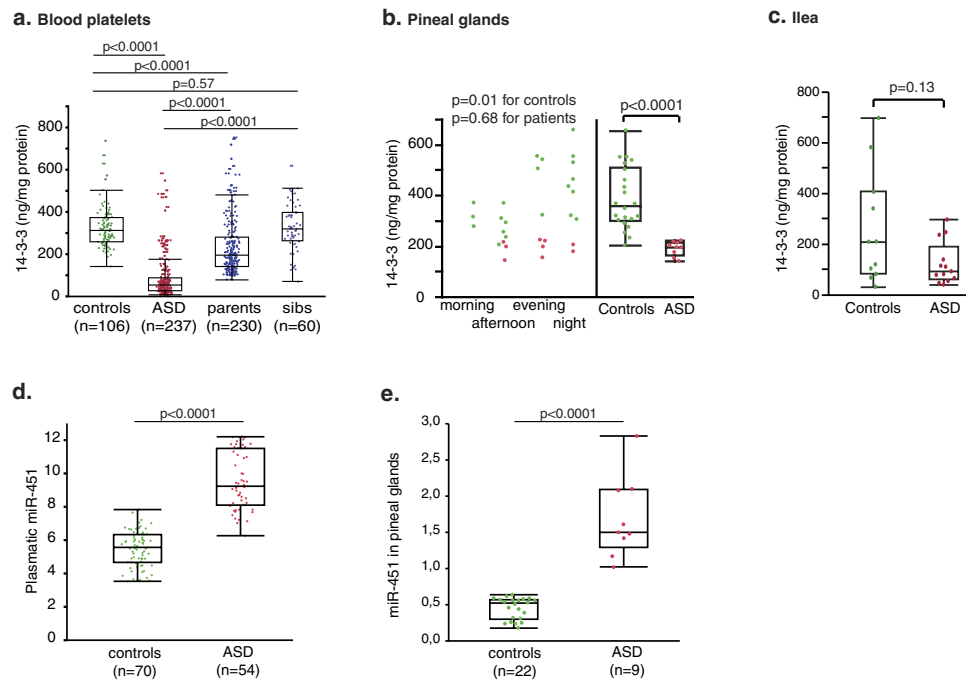 a. Blood platelets
p<0.0001
p<0.0001
p=0.57
p<0.0001
p<0.0001
14-3-3 (ng/mg protein)
800
600
400
200
0
controls
(n=106)
ASD
(n=237)
parents
(n=230)
sibs
(n=60)
b. Pineal glands
p=0.01 for controls
p=0.68 for patients
p<0.0001
14-3-3 (ng/mg protein)
700
600
400
200
0
morning
afternoon
evening
night
Controls
ASD
c. Ilea
p=0.13
14-3-3 (ng/mg protein)
800
600
400
200
0
Controls
ASD
d.
p<0.0001
Plasmatic miR-451
12
10
8
6
4
2
0
controls
(n=70)
ASD
(n=54)
e.
p<0.0001
miR-451 in pineal glands
3,0
2,5
2,0
1,5
1,0
0,5
0,0
controls
(n=22)
ASD
(n=9)